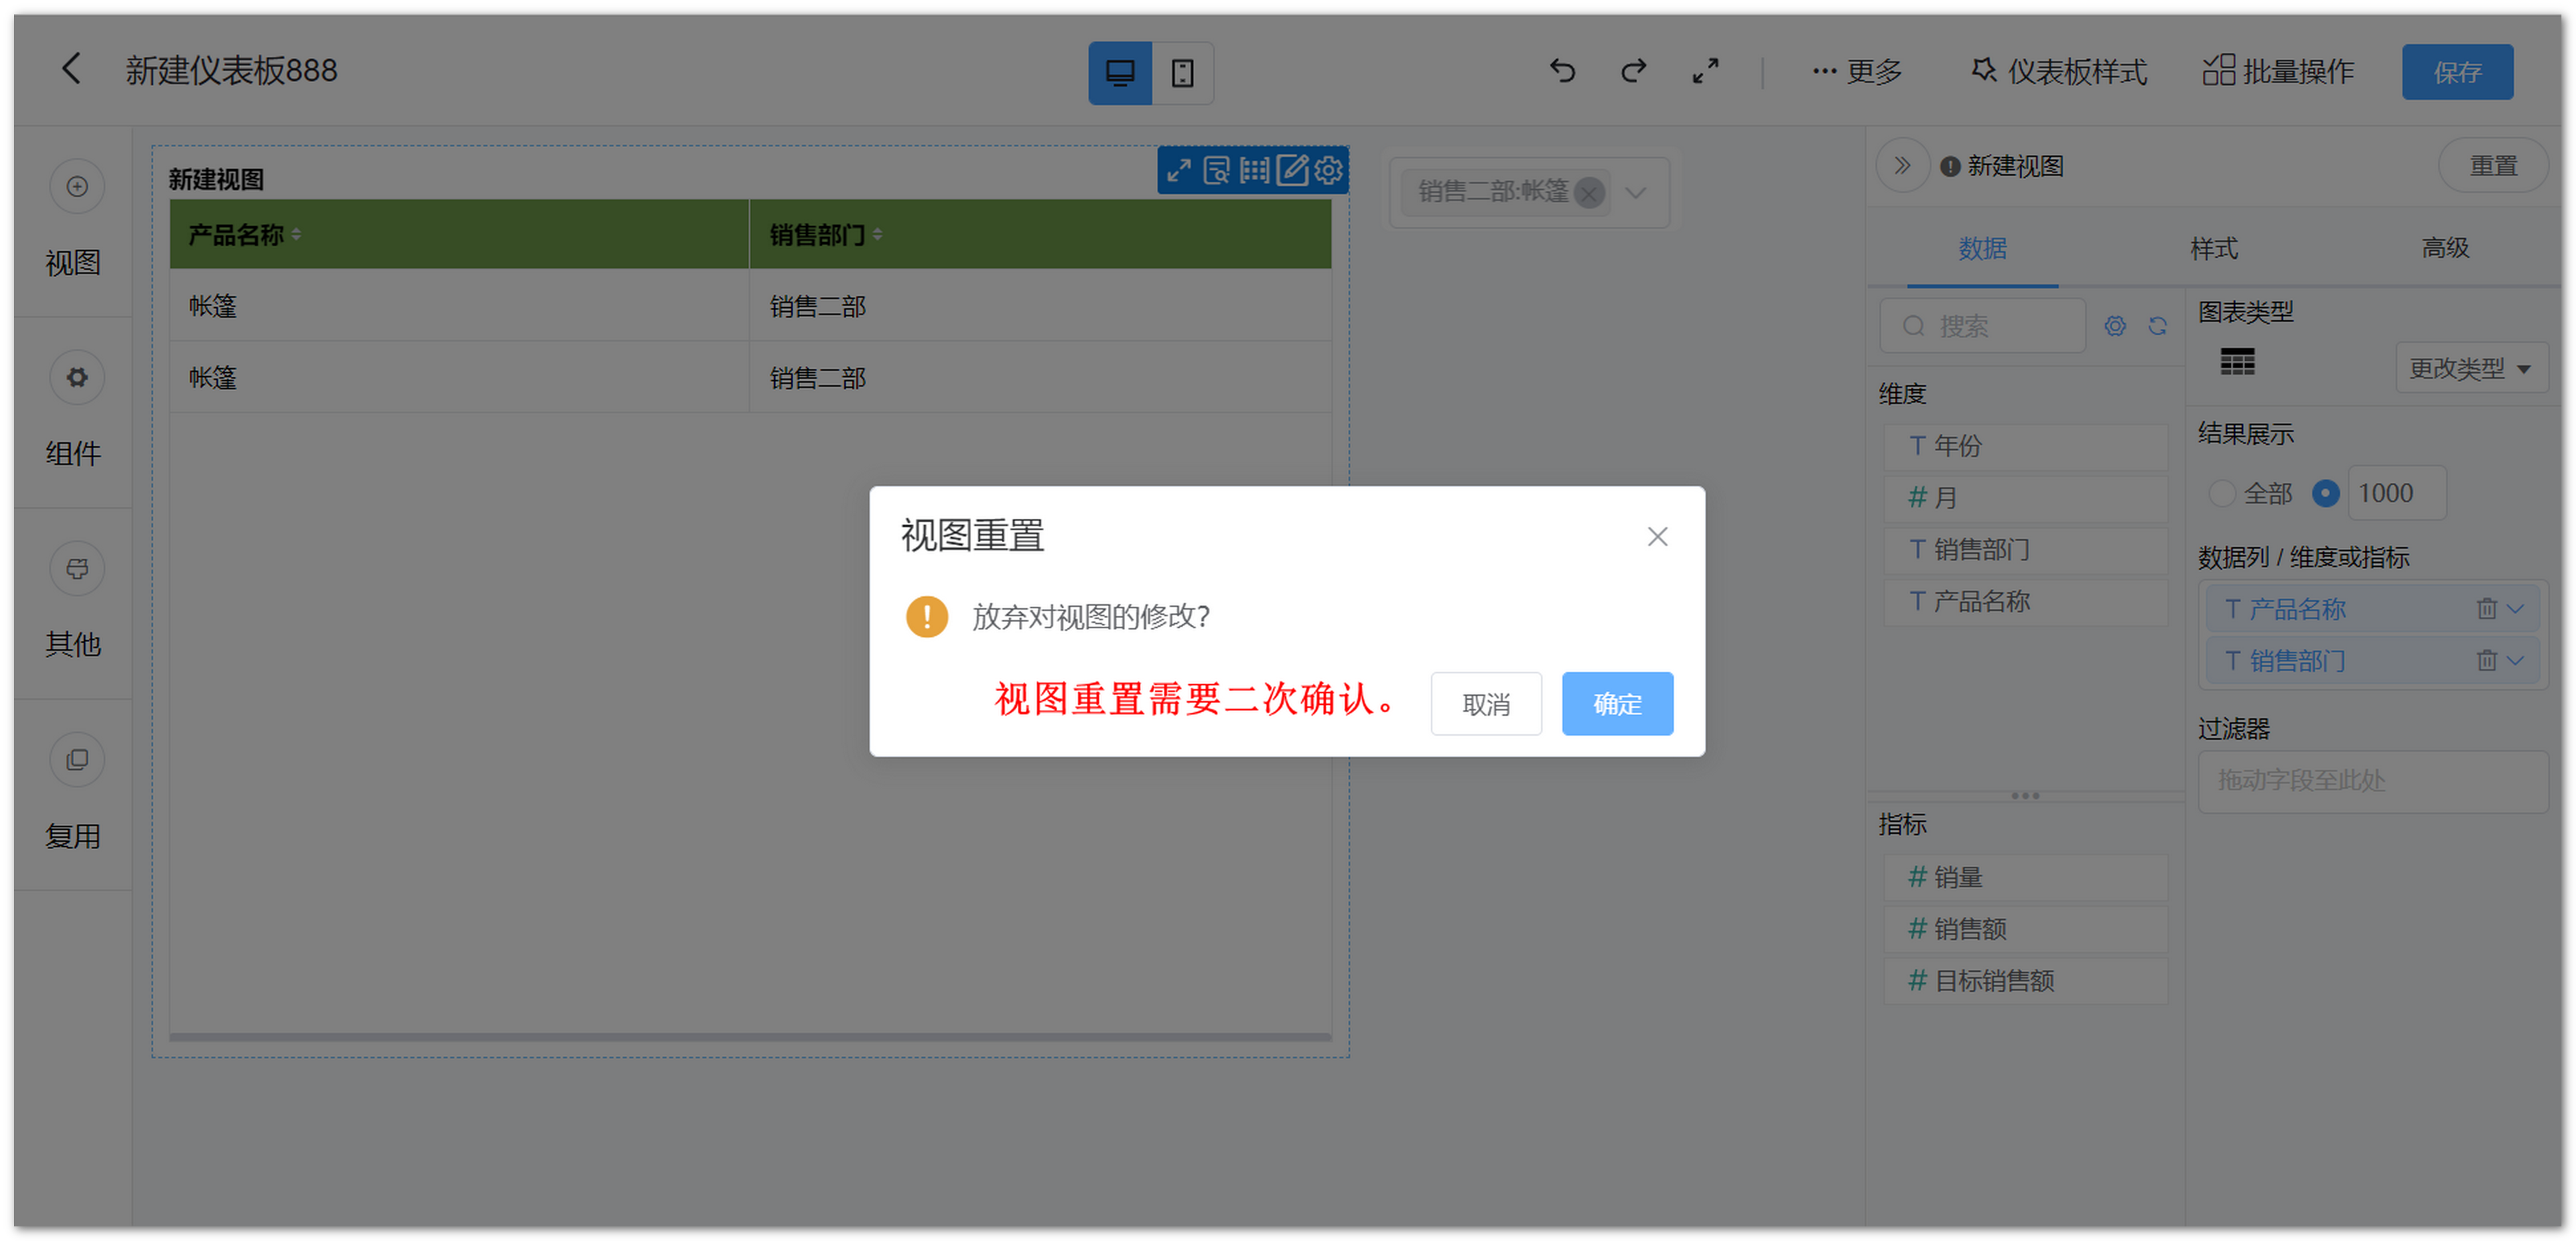 新建仪表板888
更多
仪表板样式
批量操作
保存
视图
组件
其他
复用
新建视图
产品名称
销售部门
帐篷
销售二部
帐篷
销售二部
销售二部:帐篷
新建视图
重置
数据
样式
高级
搜索
维度
T 年份
# 月
T 销售部门
T 产品名称
指标
# 销量
# 销售额
# 目标销售额
图表类型
更改类型
结果展示
全部
1000
数据列 / 维度或指标
T 产品名称
T 销售部门
过滤器
拖动字段至此处
视图重置
放弃对视图的修改?
视图重置需要二次确认。
取消
确定